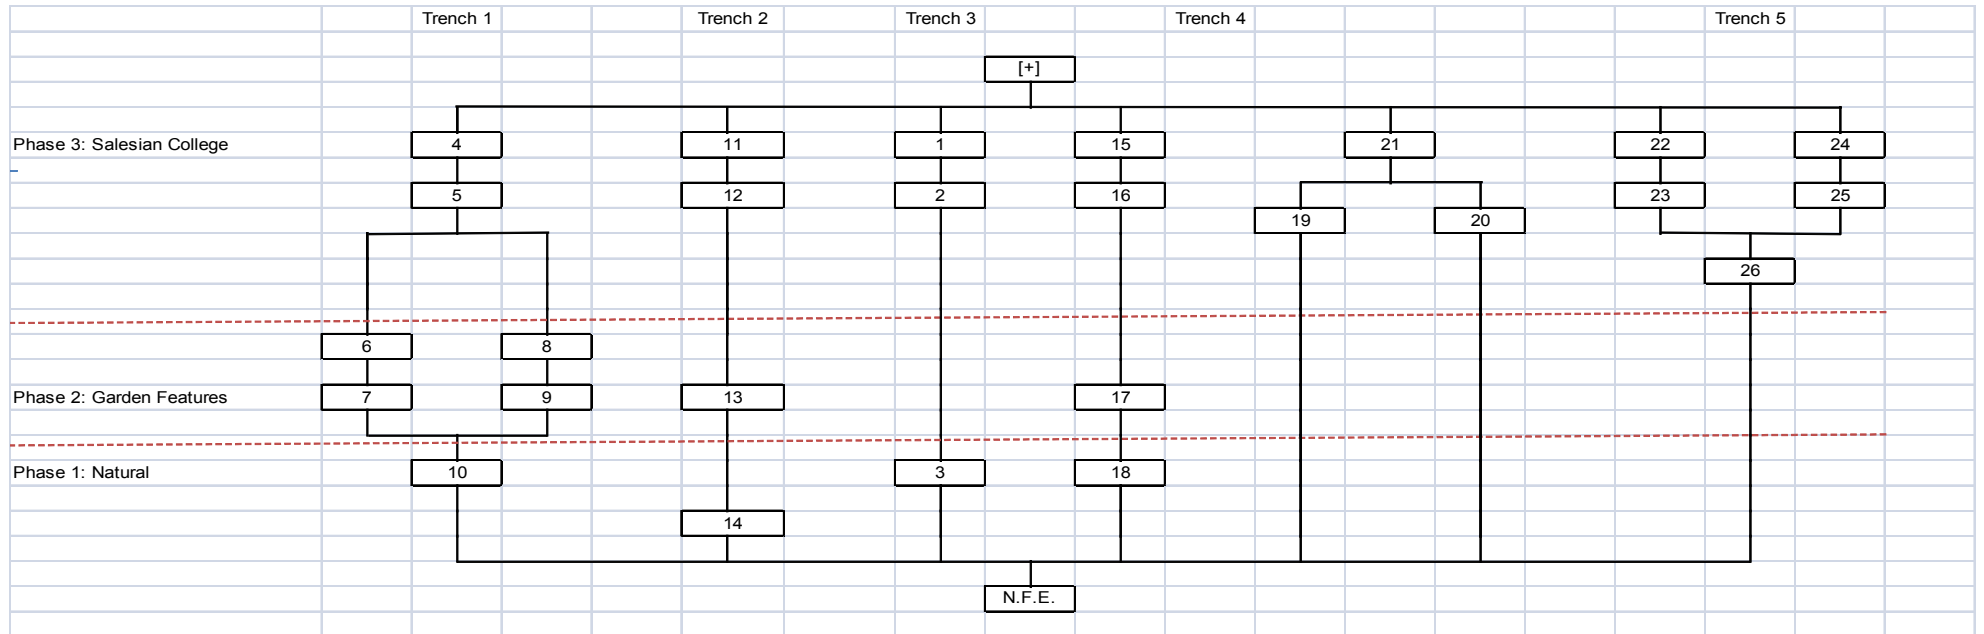 Trench 1 Trench 2 Trench 3 Trench 4 Trench 5
[+]
Phase 3: Salesian College 4 11 1 15 21 22 24
5 12 2 16 23 25
19 20
26
6 8
Phase 2: Garden Features 7 9 13 17
Phase 1: Natural 10 3 18
14
N.F.E.